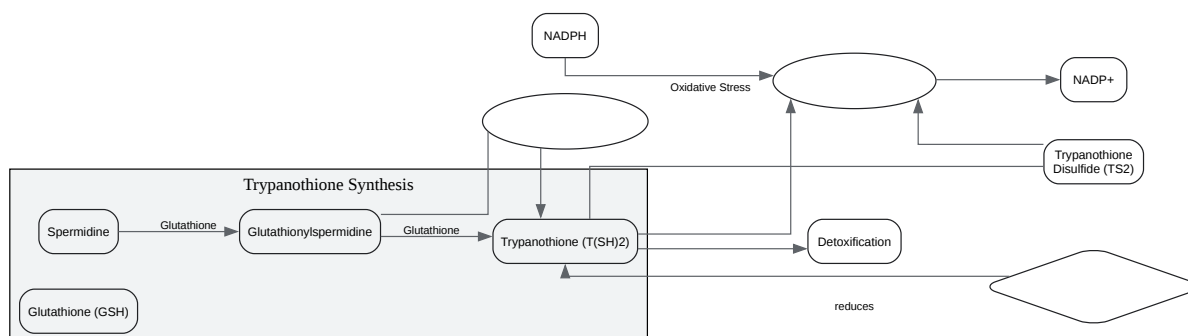 NADPH
Oxidative Stress
NADP+
Trypanothione
Disulfide (TS2)
Trypanothione Synthesis
Spermidine
Glutathione
Glutathionylspermidine
Glutathione
Trypanothione (T(SH)2)
Detoxification
Glutathione (GSH)
reduces